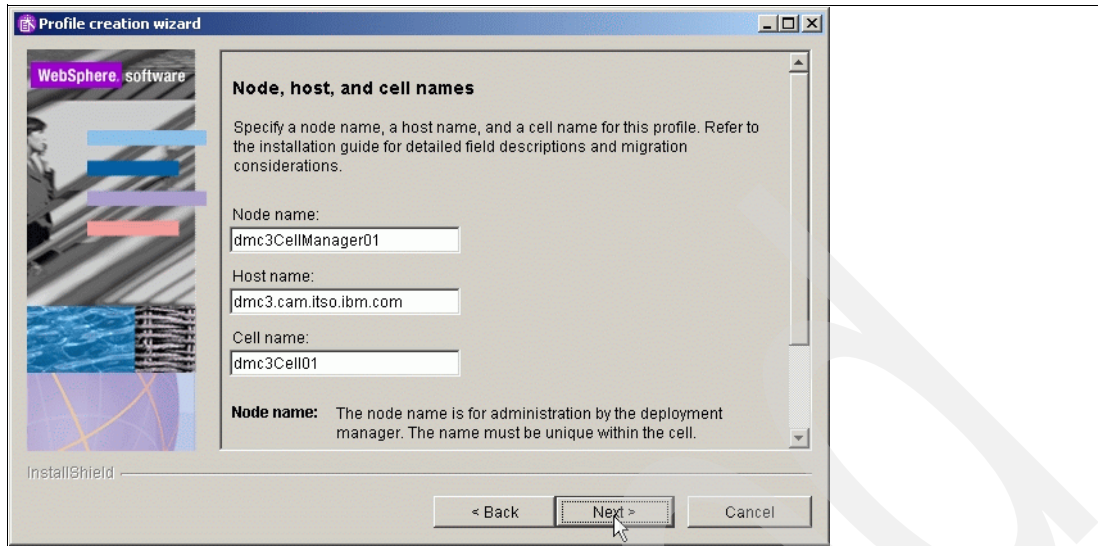 Profile creation wizard
WebSphere. software
Node, host, and cell names
Specify a node name, a host name, and a cell name for this profile. Refer to
the installation guide for detailed field descriptions and migration
considerations.
Node name:
dmc3CellManager01
Host name:
dmc3.cam.itso.ibm.com
Cell name:
dmc3Cell01
Node name: The node name is for administration by the deployment
manager. The name must be unique within the cell.
InstallShield
< Back Next > Cancel